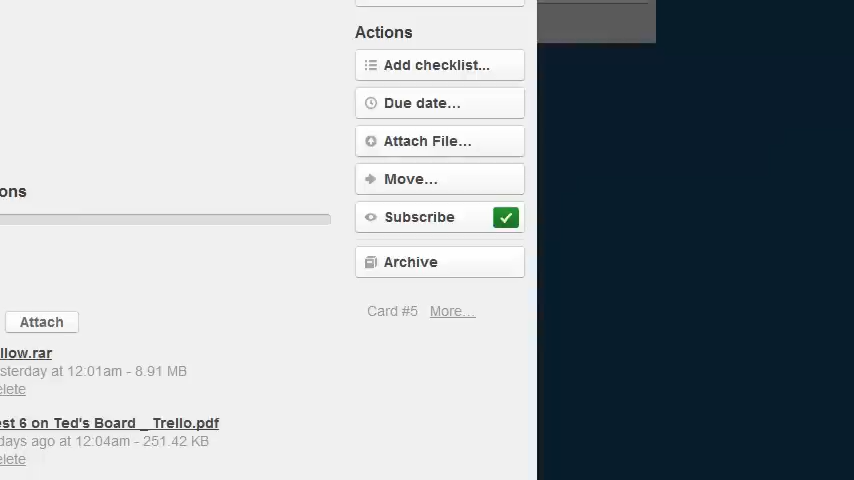 Actions
Add checklist...
Due date...
Attach File...
ons
Move...
Subscribe
Archive
Card #5 More...
Attach
llow.rar
sterday at 12:01am - 8.91 MB
elete
est 6 on Ted's Board _ Trello.pdf
days ago at 12:04am - 251.42 KB
elete